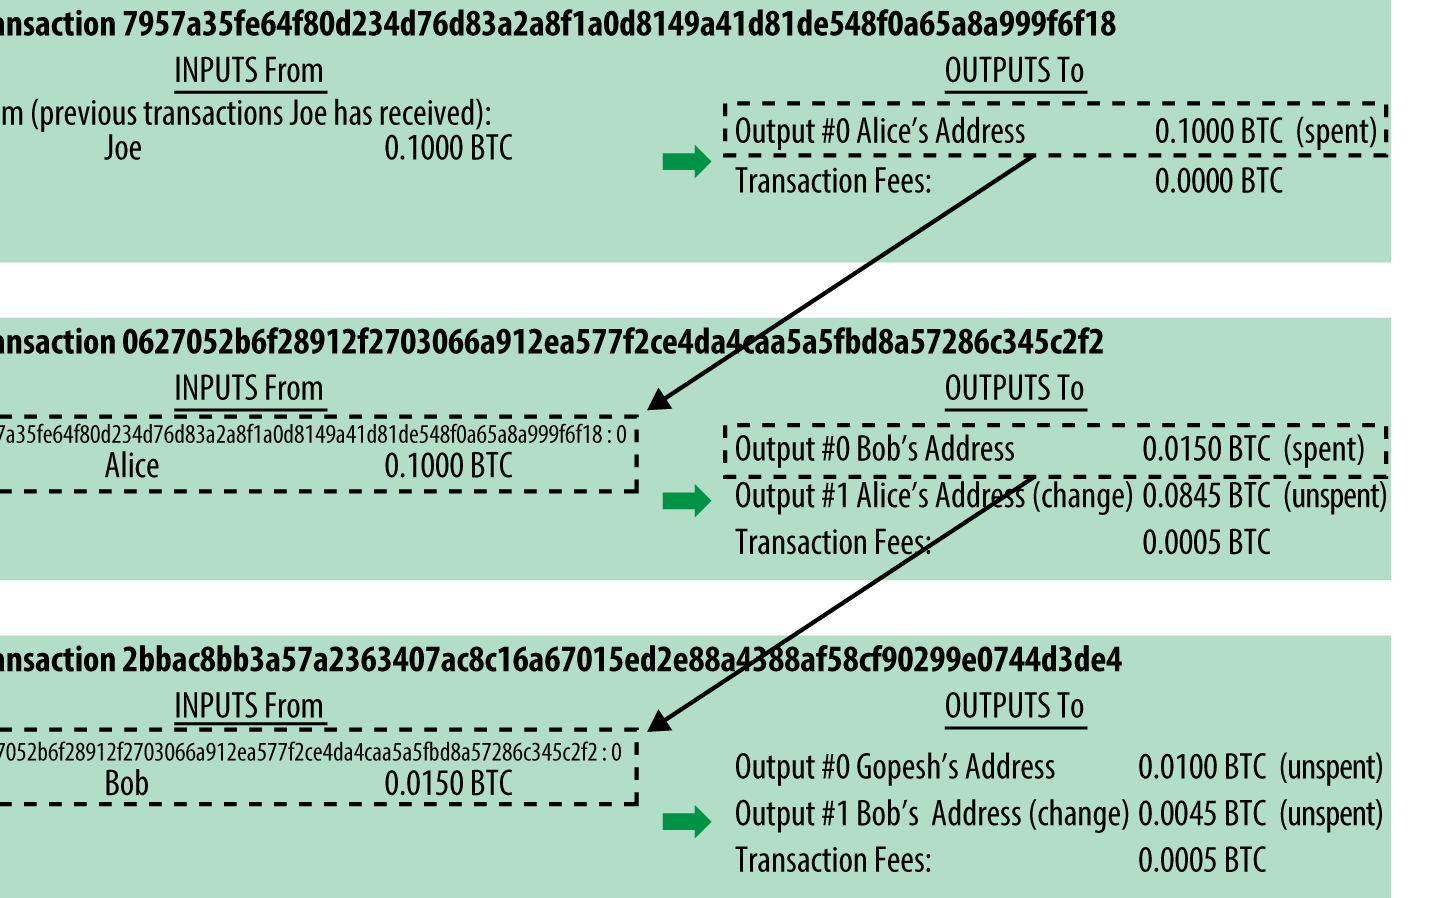 nsaction 7957a35fe64f80d234d76d83a2a8f1a0d8149a41d81de548f0a65a8a999f6f18
INPUTS From
OUTPUTS To
m (previous transactions Joe has received):
Joe 0.1000 BTC
Output #0 Alice’s Address 0.1000 BTC (spent)
Transaction Fees: 0.0000 BTC
ansaction 0627052b6f28912f2703066a912ea577f2ce4da4caa5a5fbd8a57286c345c2f2
INPUTS From
OUTPUTS To
7a35fe64f80d234d76d83a2a8f1a0d8149a41d81de548f0a65a8a999f6f18 : 0
Alice 0.1000 BTC
Output #0 Bob’s Address 0.0150 BTC (spent)
Output #1 Alice’s Address (change) 0.0845 BTC (unspent)
Transaction Fees: 0.0005 BTC
ansaction 2bbac8bb3a57a2363407ac8c16a67015ed2e88a4388af58cf90299e0744d3de4
INPUTS From
OUTPUTS To
7052b6f28912f2703066a912ea577f2ce4da4caa5a5fbd8a57286c345c2f2 : 0
Bob 0.0150 BTC
Output #0 Gopesh’s Address 0.0100 BTC (unspent)
Output #1 Bob’s Address (change) 0.0045 BTC (unspent)
Transaction Fees: 0.0005 BTC